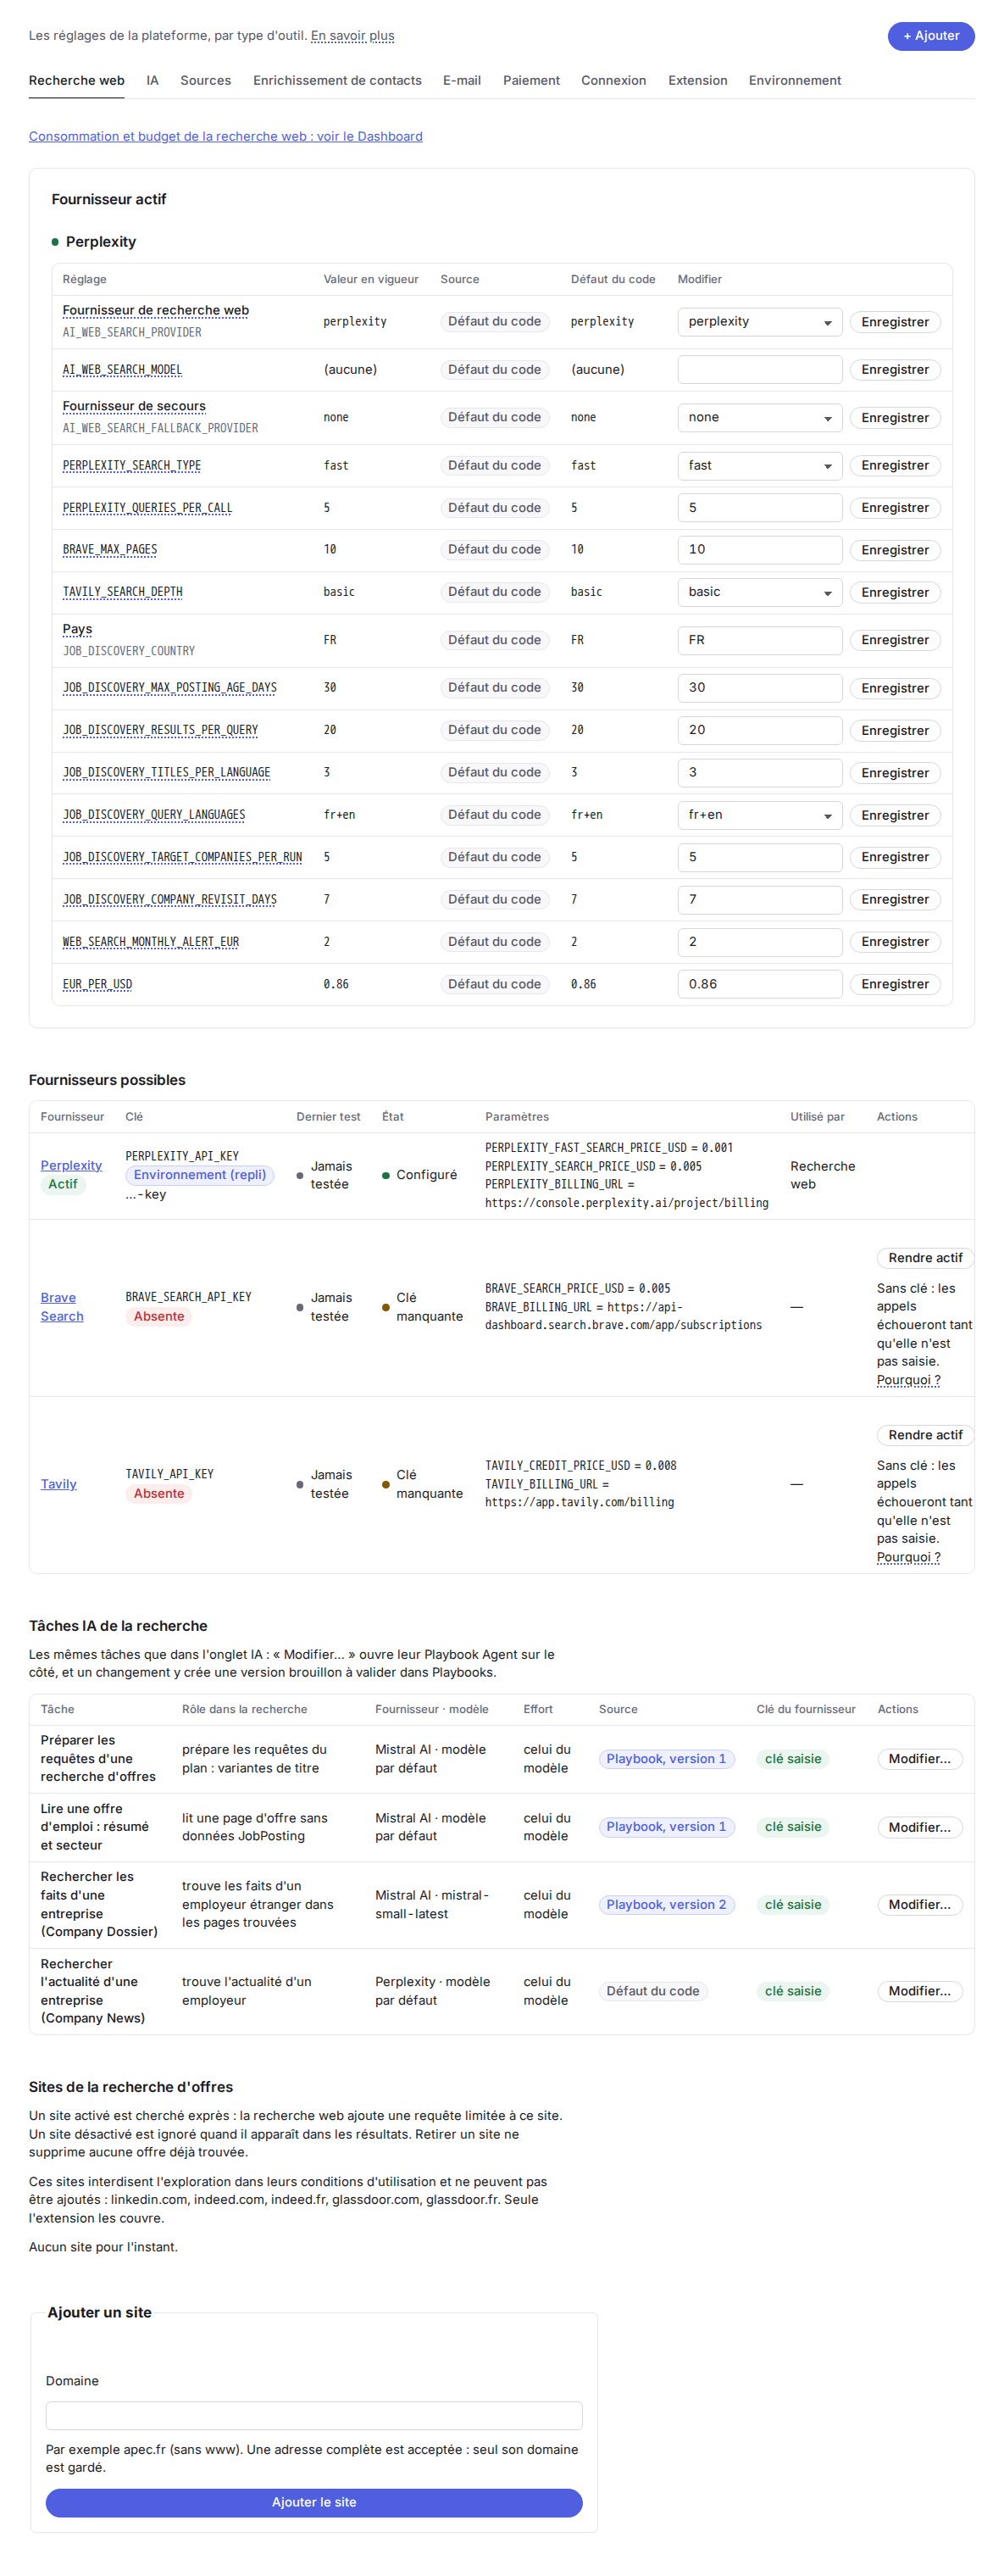 Les réglages de la plateforme, par type d'outil. En savoir plus
+ Ajouter
Recherche web IA Sources Enrichissement de contacts E-mail Paiement Connexion Extension Environnement
Consommation et budget de la recherche web : voir le Dashboard
Fournisseur actif
Perplexity
Réglage Valeur en vigueur Source Défaut du code Modifier
Fournisseur de recherche web
AI_WEB_SEARCH_PROVIDER
perplexity Défaut du code perplexity perplexity Enregistrer
AI_WEB_SEARCH_MODEL (aucune) Défaut du code (aucune) Enregistrer
Fournisseur de secours
AI_WEB_SEARCH_FALLBACK_PROVIDER
none Défaut du code none none Enregistrer
PERPLEXITY_SEARCH_TYPE fast Défaut du code fast fast Enregistrer
PERPLEXITY_QUERIES_PER_CALL 5 Défaut du code 5 5 Enregistrer
BRAVE_MAX_PAGES 10 Défaut du code 10 10 Enregistrer
TAVILY_SEARCH_DEPTH basic Défaut du code basic basic Enregistrer
Pays
JOB_DISCOVERY_COUNTRY
FR Défaut du code FR FR Enregistrer
JOB_DISCOVERY_MAX_POSTING_AGE_DAYS 30 Défaut du code 30 30 Enregistrer
JOB_DISCOVERY_RESULTS_PER_QUERY 20 Défaut du code 20 20 Enregistrer
JOB_DISCOVERY_TITLES_PER_LANGUAGE 3 Défaut du code 3 3 Enregistrer
JOB_DISCOVERY_QUERY_LANGUAGES fr+en Défaut du code fr+en fr+en Enregistrer
JOB_DISCOVERY_TARGET_COMPANIES_PER_RUN 5 Défaut du code 5 5 Enregistrer
JOB_DISCOVERY_COMPANY_REVISIT_DAYS 7 Défaut du code 7 7 Enregistrer
WEB_SEARCH_MONTHLY_ALERT_EUR 2 Défaut du code 2 2 Enregistrer
EUR_PER_USD 0.86 Défaut du code 0.86 0.86 Enregistrer
Fournisseurs possibles
Fournisseur Clé Dernier test État Paramètres Utilisé par Actions
Perplexity
Actif
PERPLEXITY_API_KEY
Environnement (repli)
…-key
Jamais
testée
Configuré
PERPLEXITY_FAST_SEARCH_PRICE_USD = 0.001
PERPLEXITY_SEARCH_PRICE_USD = 0.005
PERPLEXITY_BILLING_URL =
https://console.perplexity.ai/project/billing
Recherche
web
Brave
Search
BRAVE_SEARCH_API_KEY
Absente
Jamais
testée
Clé
manquante
BRAVE_SEARCH_PRICE_USD = 0.005
BRAVE_BILLING_URL = https://api-
dashboard.search.brave.com/app/subscriptions
—
Rendre actif
Sans clé : les
appels
échoueront tant
qu'elle n'est
pas saisie.
Pourquoi ?
Tavily
TAVILY_API_KEY
Absente
Jamais
testée
Clé
manquante
TAVILY_CREDIT_PRICE_USD = 0.008
TAVILY_BILLING_URL =
https://app.tavily.com/billing
—
Rendre actif
Sans clé : les
appels
échoueront tant
qu'elle n'est
pas saisie.
Pourquoi ?
Tâches IA de la recherche
Les mêmes tâches que dans l'onglet IA : « Modifier… » ouvre leur Playbook Agent sur le
côté, et un changement y crée une version brouillon à valider dans Playbooks.
Tâche Rôle dans la recherche Fournisseur · modèle Effort Source Clé du fournisseur Actions
Préparer les
requêtes d'une
recherche d'offres
prépare les requêtes du
plan : variantes de titre
Mistral AI · modèle
par défaut
celui du
modèle
Playbook, version 1
clé saisie
Modifier…
Lire une offre
d'emploi : résumé
et secteur
lit une page d'offre sans
données JobPosting
Mistral AI · modèle
par défaut
celui du
modèle
Playbook, version 1
clé saisie
Modifier…
Rechercher les
faits d'une
entreprise
(Company Dossier)
trouve les faits d'un
employeur étranger dans
les pages trouvées
Mistral AI · mistral-
small-latest
celui du
modèle
Playbook, version 2
clé saisie
Modifier…
Rechercher
l'actualité d'une
entreprise
(Company News)
trouve l'actualité d'un
employeur
Perplexity · modèle
par défaut
celui du
modèle
Défaut du code
clé saisie
Modifier…
Sites de la recherche d'offres
Un site activé est cherché exprès : la recherche web ajoute une requête limitée à ce site.
Un site désactivé est ignoré quand il apparaît dans les résultats. Retirer un site ne
supprime aucune offre déjà trouvée.
Ces sites interdisent l'exploration dans leurs conditions d'utilisation et ne peuvent pas
être ajoutés : linkedin.com, indeed.com, indeed.fr, glassdoor.com, glassdoor.fr. Seule
l'extension les couvre.
Aucun site pour l'instant.
Ajouter un site
Domaine
Par exemple apec.fr (sans www). Une adresse complète est acceptée : seul son domaine
est gardé.
Ajouter le site